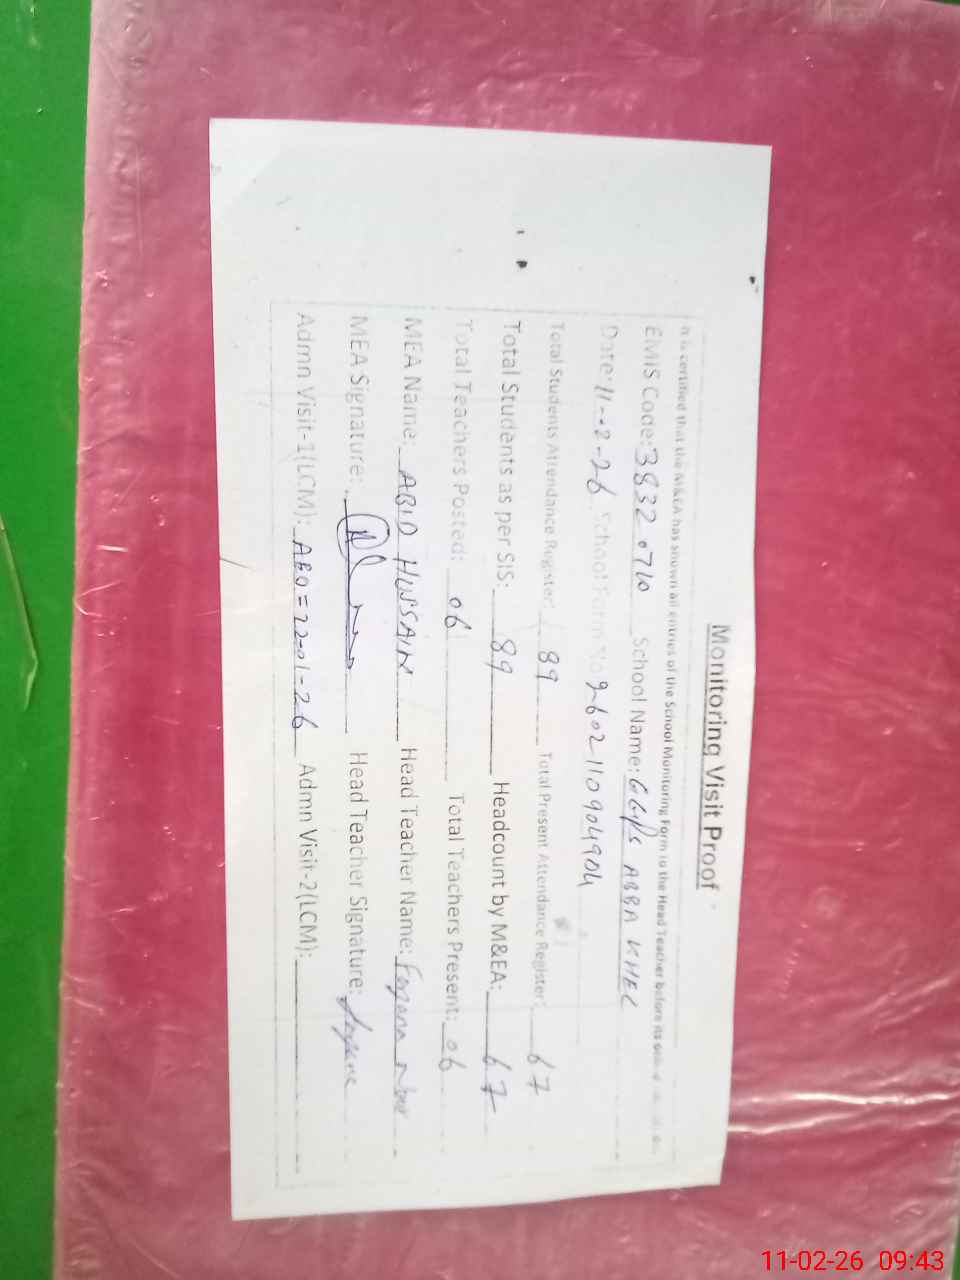 Monitoring Visit Proof
It is certified that the M&EA has shown all entries of the School Monitoring Form to the Head Teacher before its
EMIS Code: 38320710 School Name: GGPS ABBA KHEL
Date: 11-2-26 School Form No 2602110904904
Total Students Attendance Register: 89 Total Present Attendance Register: 67
Total Students as per SIS: 89 Headcount by M&EA: 67
Total Teachers Posted: 06 Total Teachers Present: 06
MEA Name: ABID HUSSAIN Head Teacher Name:
MEA Signature: Head Teacher Signature:
Admn Visit-1(LCM): AEO=22-01-26 Admn Visit-2(LCM):
11-02-26 09:43